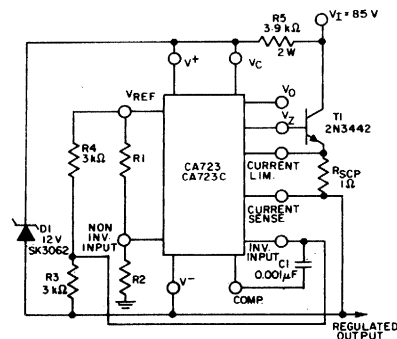 R5
3·9 kΩ
2 W
VI = 85 V
V+
VC
VREF
VO
VZ
T1
2N3442
R4
3kΩ
R1
CA723
CA723C
CURRENT
LIM.
RSCP
1Ω
CURRENT
SENSE
D1
12V
SK3062
NON
INV.
INPUT
INV.
INPUT
C1
0.001μF
R3
3 kΩ
R2
V-
COMP.
REGULATED
OUTPUT